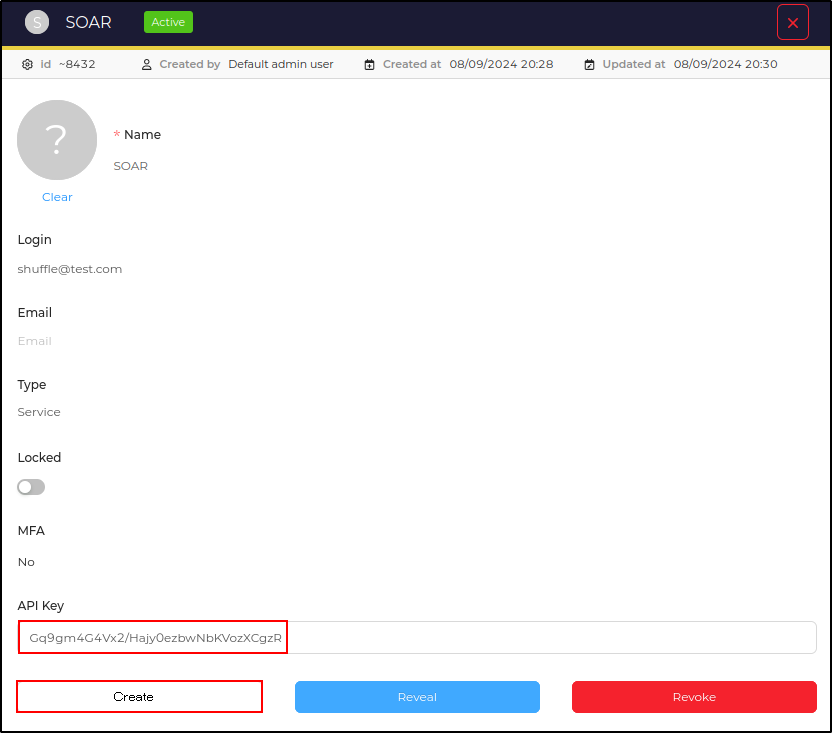 S SOAR Active
Id ~8432 Created by Default admin user Created at 08/09/2024 20:28 Updated at 08/09/2024 20:30
?
* Name
SOAR
Clear
Login
shuffle@test.com
Email
Email
Type
Service
Locked
MFA
No
API Key
Gq9gm4G4Vx2/Hajy0ezbwNbKVozXCgzR
Create Reveal Revoke